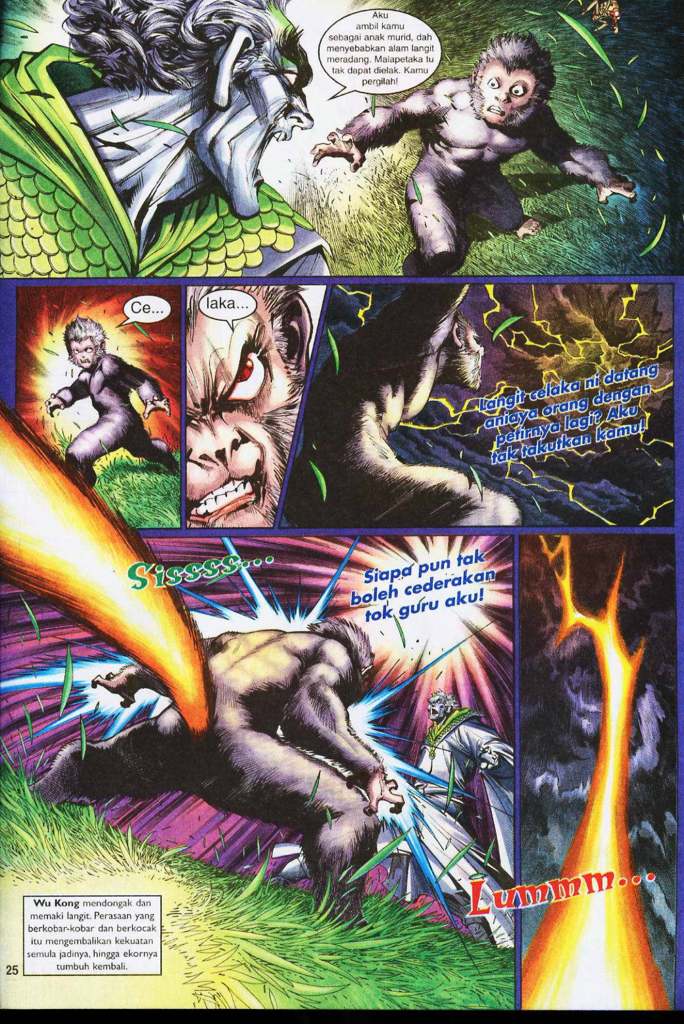 Aku
ambil kamu
sebagai anak murid, dah
menyebabkan alam langit
meradang. Malapetaka tu
tak dapat dielak. Kamu
pergilah!
Ce...
laka...
Langit celaka ni datang
aniaya orang dengan
petirnya lagi? Aku
tak takutkan kamu!
Sissss...
Siapa pun tak
boleh cederakan
tok guru aku!
Lummm...
Wu Kong mendongak dan
memaki langit. Perasaan yang
berkobar-kobar dan berkocak
itu mengembalikan kekuatan
semula jadinya, hingga ekornya
tumbuh kembali.
25